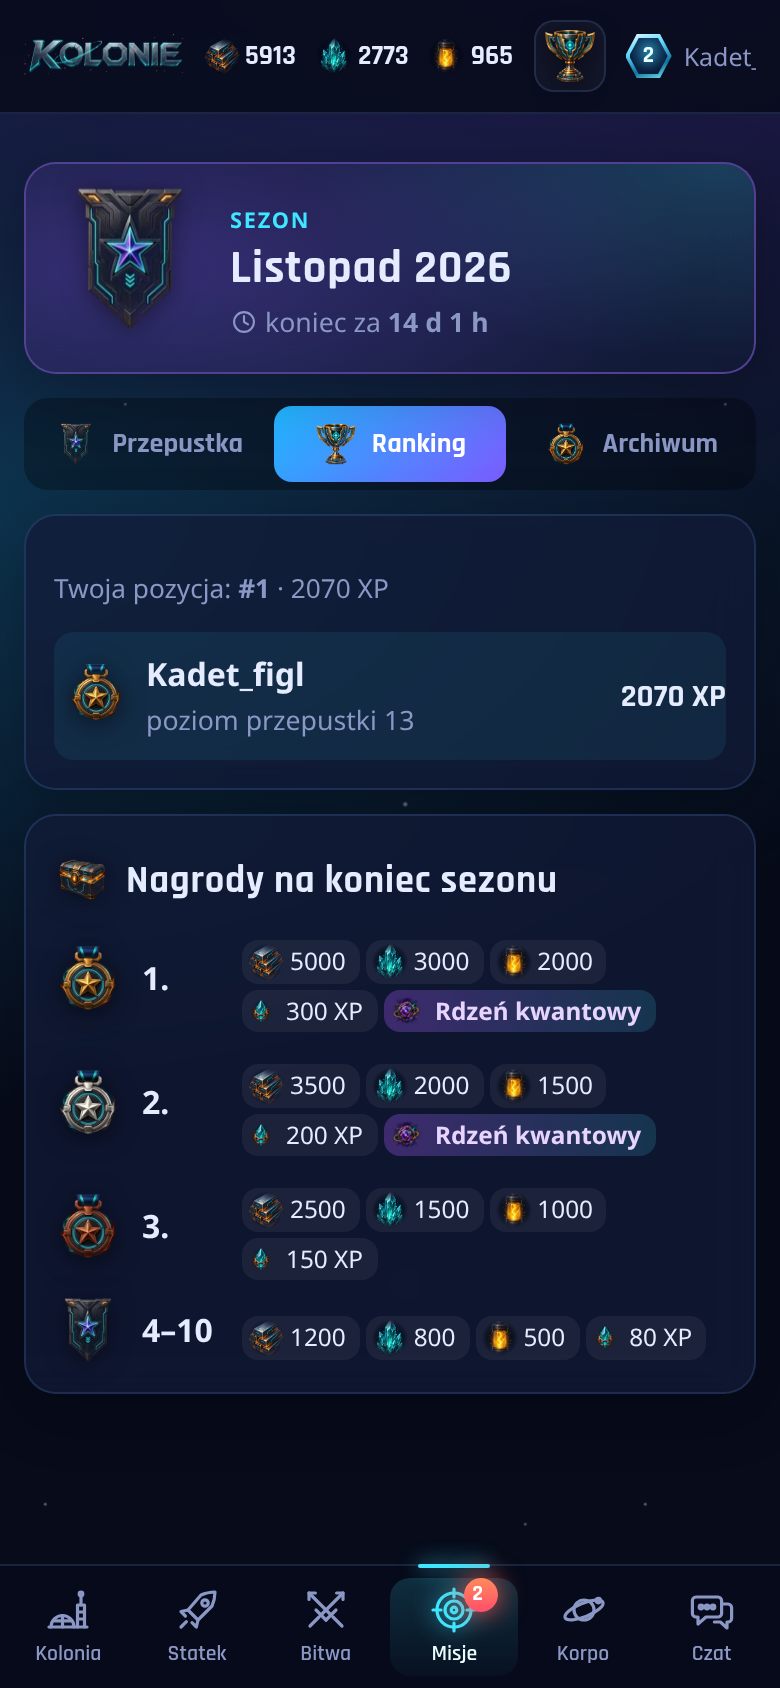 KOLONIE 5913 2773 965 2 Kadet_
SEZON
Listopad 2026
koniec za 14 d 1 h
Przepustka Ranking Archiwum
Twoja pozycja: #1 · 2070 XP
Kadet_figl
poziom przepustki 13
2070 XP
Nagrody na koniec sezonu
1. 5000 3000 2000
300 XP Rdzeń kwantowy
2. 3500 2000 1500
200 XP Rdzeń kwantowy
3. 2500 1500 1000
150 XP
4–10 1200 800 500 80 XP
2
Kolonia Statek Bitwa Misje Korpo Czat